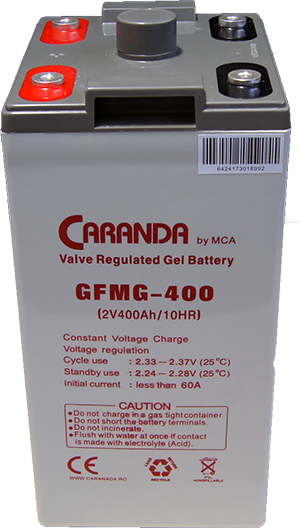 6424173018992
CARANDA by MCA
Valve Regulated Gel Battery
GFMG-400
(2V400Ah/10HR)
Constant Voltage Charge
Voltage regulation
Cycle use : 2.33～2.37V (25°C)
Standby use : 2.24～2.28V (25°C)
Initial current : less than 60A
CAUTION
●Do not charge in a gas tight container
●Do not short the battery terminals.
●Do not incinerate.
●Flush with water at once if contact
is made with electrolyte (Acid).
CE
WWW.CARANDA.RO
LEAD
RECYCLE